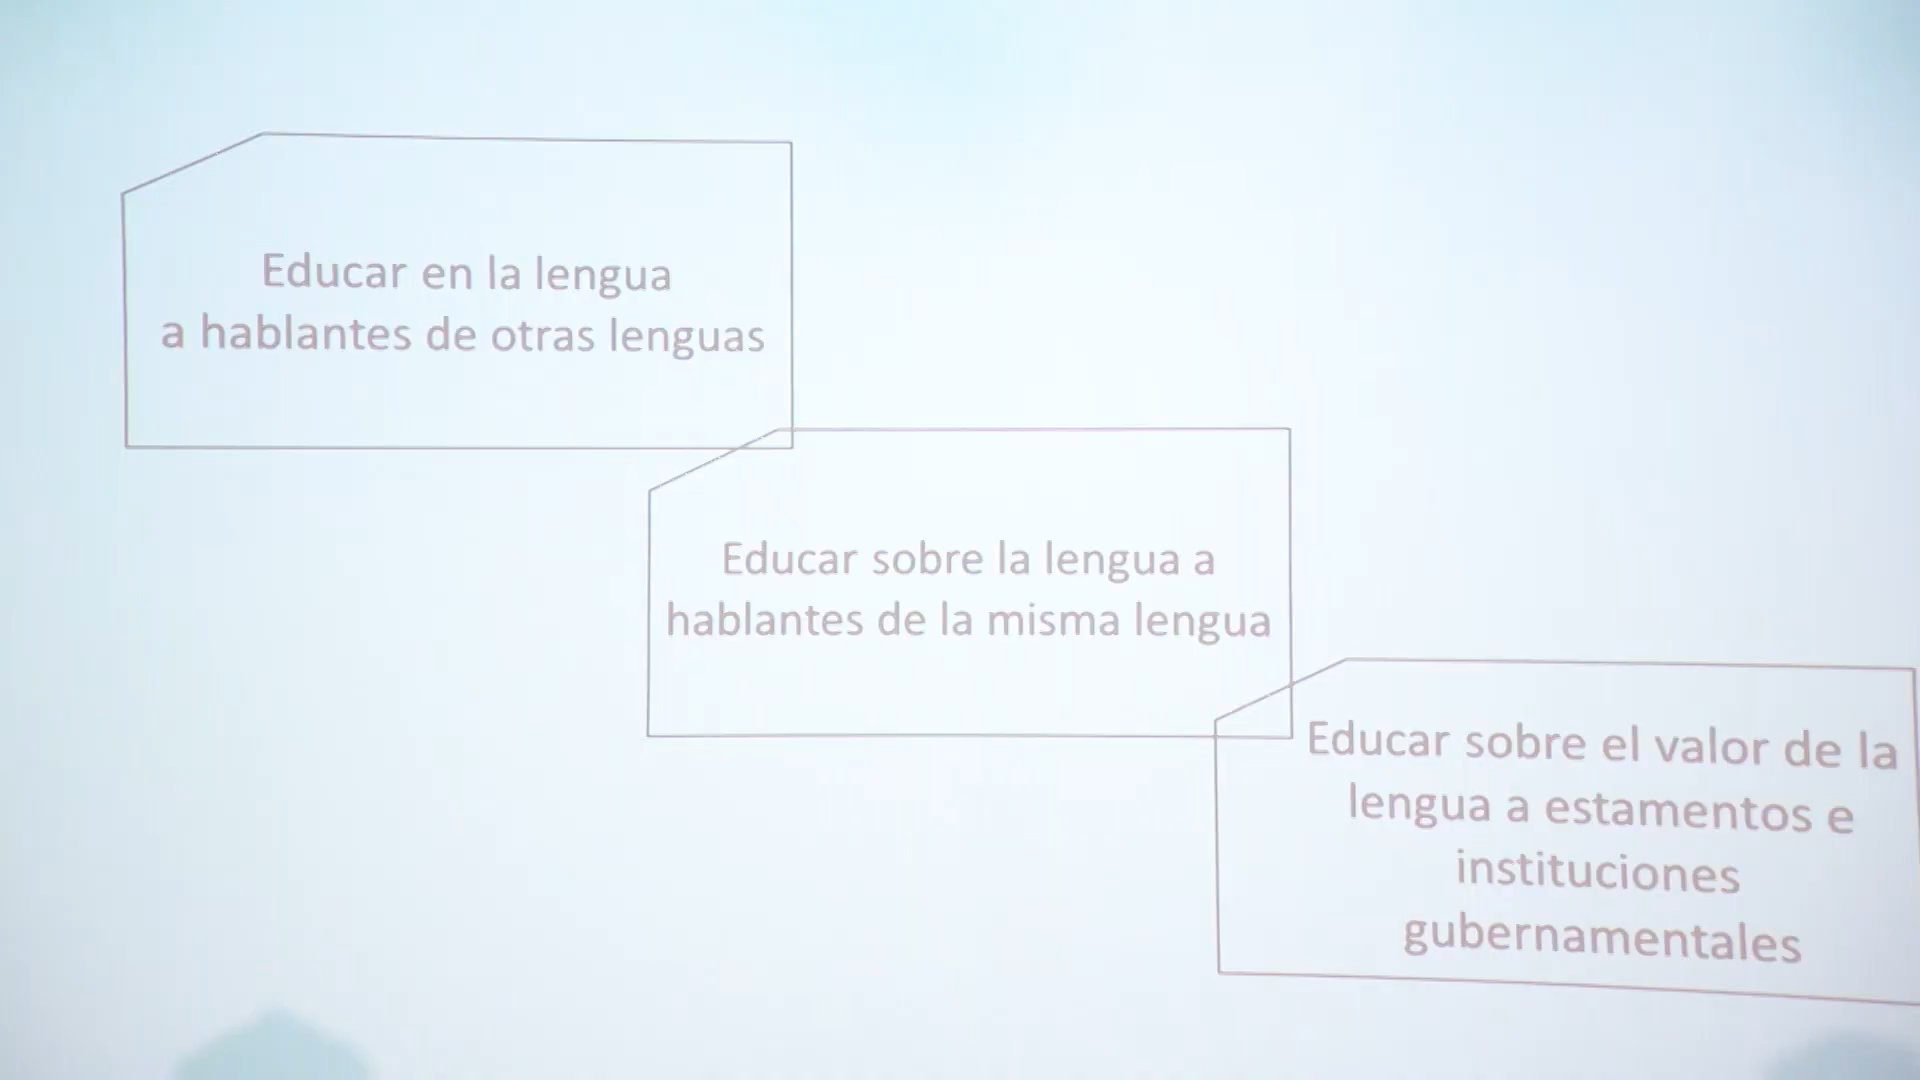 Educar en la lengua
a hablantes de otras lenguas
Educar sobre la lengua a
hablantes de la misma lengua
Educar sobre el valor de la
lengua a estamentos e
instituciones
gubernamentales